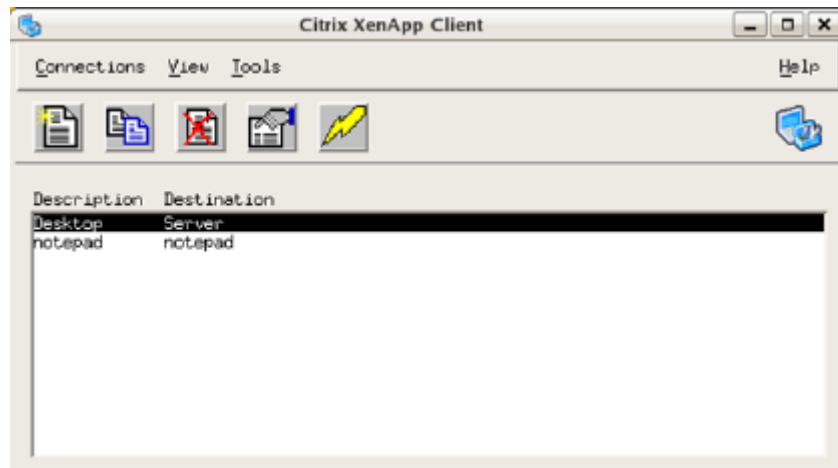 Citrix XenApp Client
Connections View Tools Help
Description Destination
Desktop Server
notepad notepad